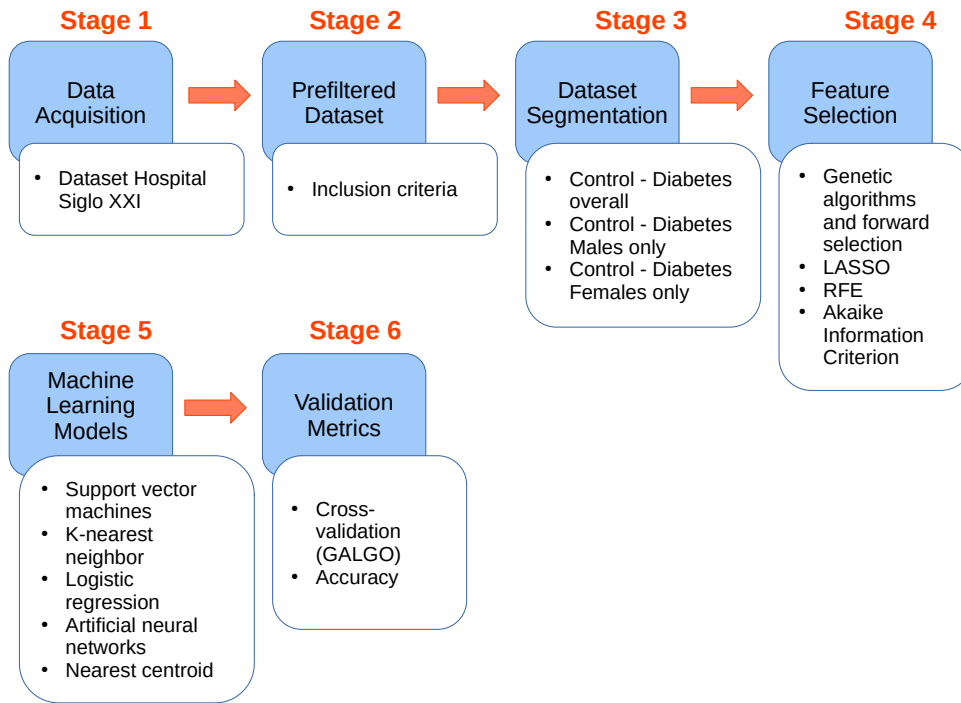 Stage 1
Data
Acquisition
• Dataset Hospital
Siglo XXI
Stage 2
Prefiltered
Dataset
• Inclusion criteria
Stage 3
Dataset
Segmentation
• Control - Diabetes
overall
• Control - Diabetes
Males only
• Control - Diabetes
Females only
Stage 4
Feature
Selection
• Genetic
algorithms
and forward
selection
• LASSO
• RFE
• Akaike
Information
Criterion
Stage 5
Machine
Learning
Models
• Support vector
machines
• K-nearest
neighbor
• Logistic
regression
• Artificial neural
networks
• Nearest centroid
Stage 6
Validation
Metrics
• Cross-
validation
(GALGO)
• Accuracy